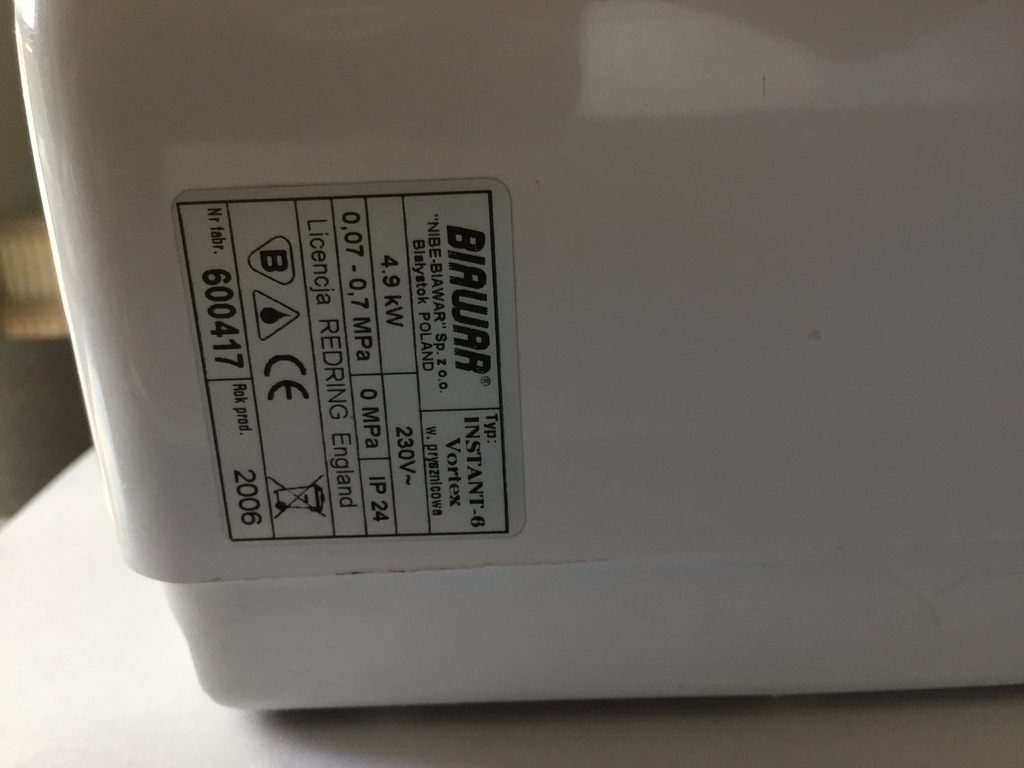 BIAWAR®
"NIBE-BIAWAR" Sp. z o.o.
Białystok POLAND
Typ:
INSTANT-6
Vortex
w. prysznicowa
4.9 kW 230V~
0,07 - 0,7 MPa 0 MPa IP 24
Licencja REDRING England
B CE
Nr fabr. 600417 Rok prod. 2006